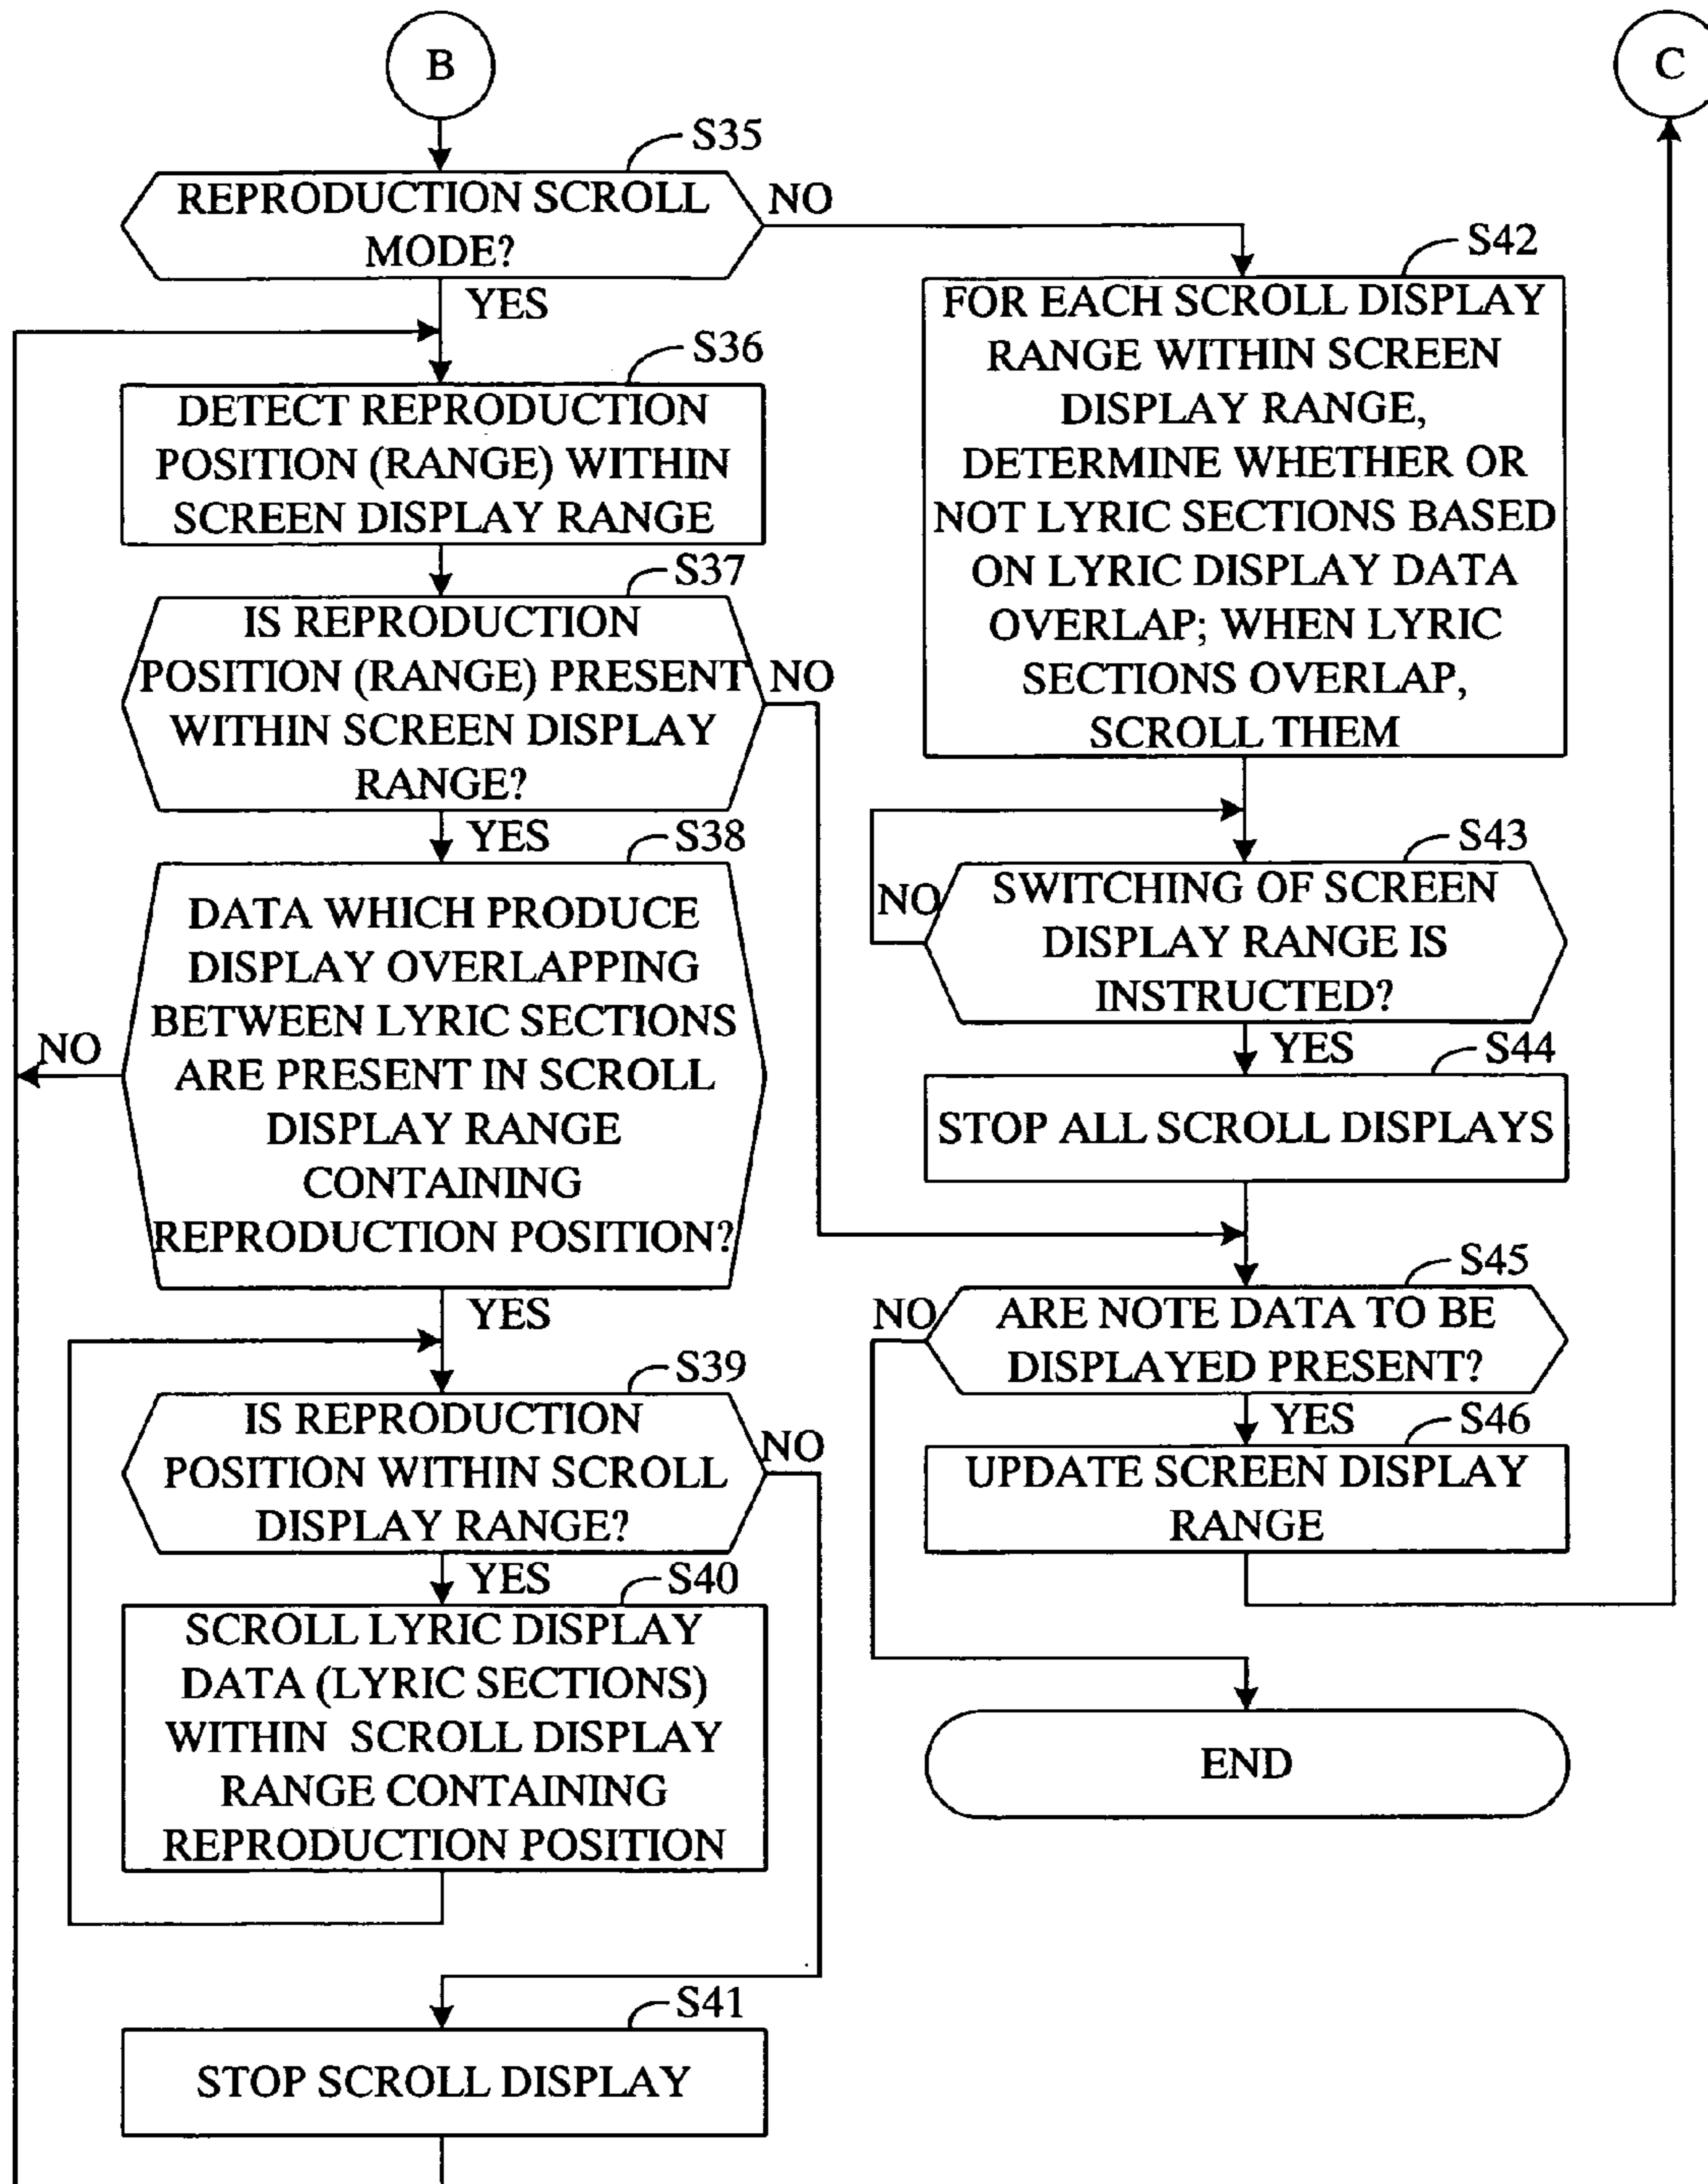 B
C
S35
REPRODUCTION SCROLL
MODE?
NO
YES
S36
DETECT REPRODUCTION
POSITION (RANGE) WITHIN
SCREEN DISPLAY RANGE
S37
IS REPRODUCTION
POSITION (RANGE) PRESENT
WITHIN SCREEN DISPLAY
RANGE?
NO
YES
S38
DATA WHICH PRODUCE
DISPLAY OVERLAPPING
BETWEEN LYRIC SECTIONS
ARE PRESENT IN SCROLL
DISPLAY RANGE
CONTAINING
REPRODUCTION POSITION?
NO
YES
S39
IS REPRODUCTION
POSITION WITHIN SCROLL
DISPLAY RANGE?
NO
YES
S40
SCROLL LYRIC DISPLAY
DATA (LYRIC SECTIONS)
WITHIN SCROLL DISPLAY
RANGE CONTAINING
REPRODUCTION POSITION
S41
STOP SCROLL DISPLAY
S42
FOR EACH SCROLL DISPLAY
RANGE WITHIN SCREEN
DISPLAY RANGE,
DETERMINE WHETHER OR
NOT LYRIC SECTIONS BASED
ON LYRIC DISPLAY DATA
OVERLAP; WHEN LYRIC
SECTIONS OVERLAP,
SCROLL THEM
S43
SWITCHING OF SCREEN
DISPLAY RANGE IS
INSTRUCTED?
NO
YES
S44
STOP ALL SCROLL DISPLAYS
S45
ARE NOTE DATA TO BE
DISPLAYED PRESENT?
NO
YES
S46
UPDATE SCREEN DISPLAY
RANGE
END